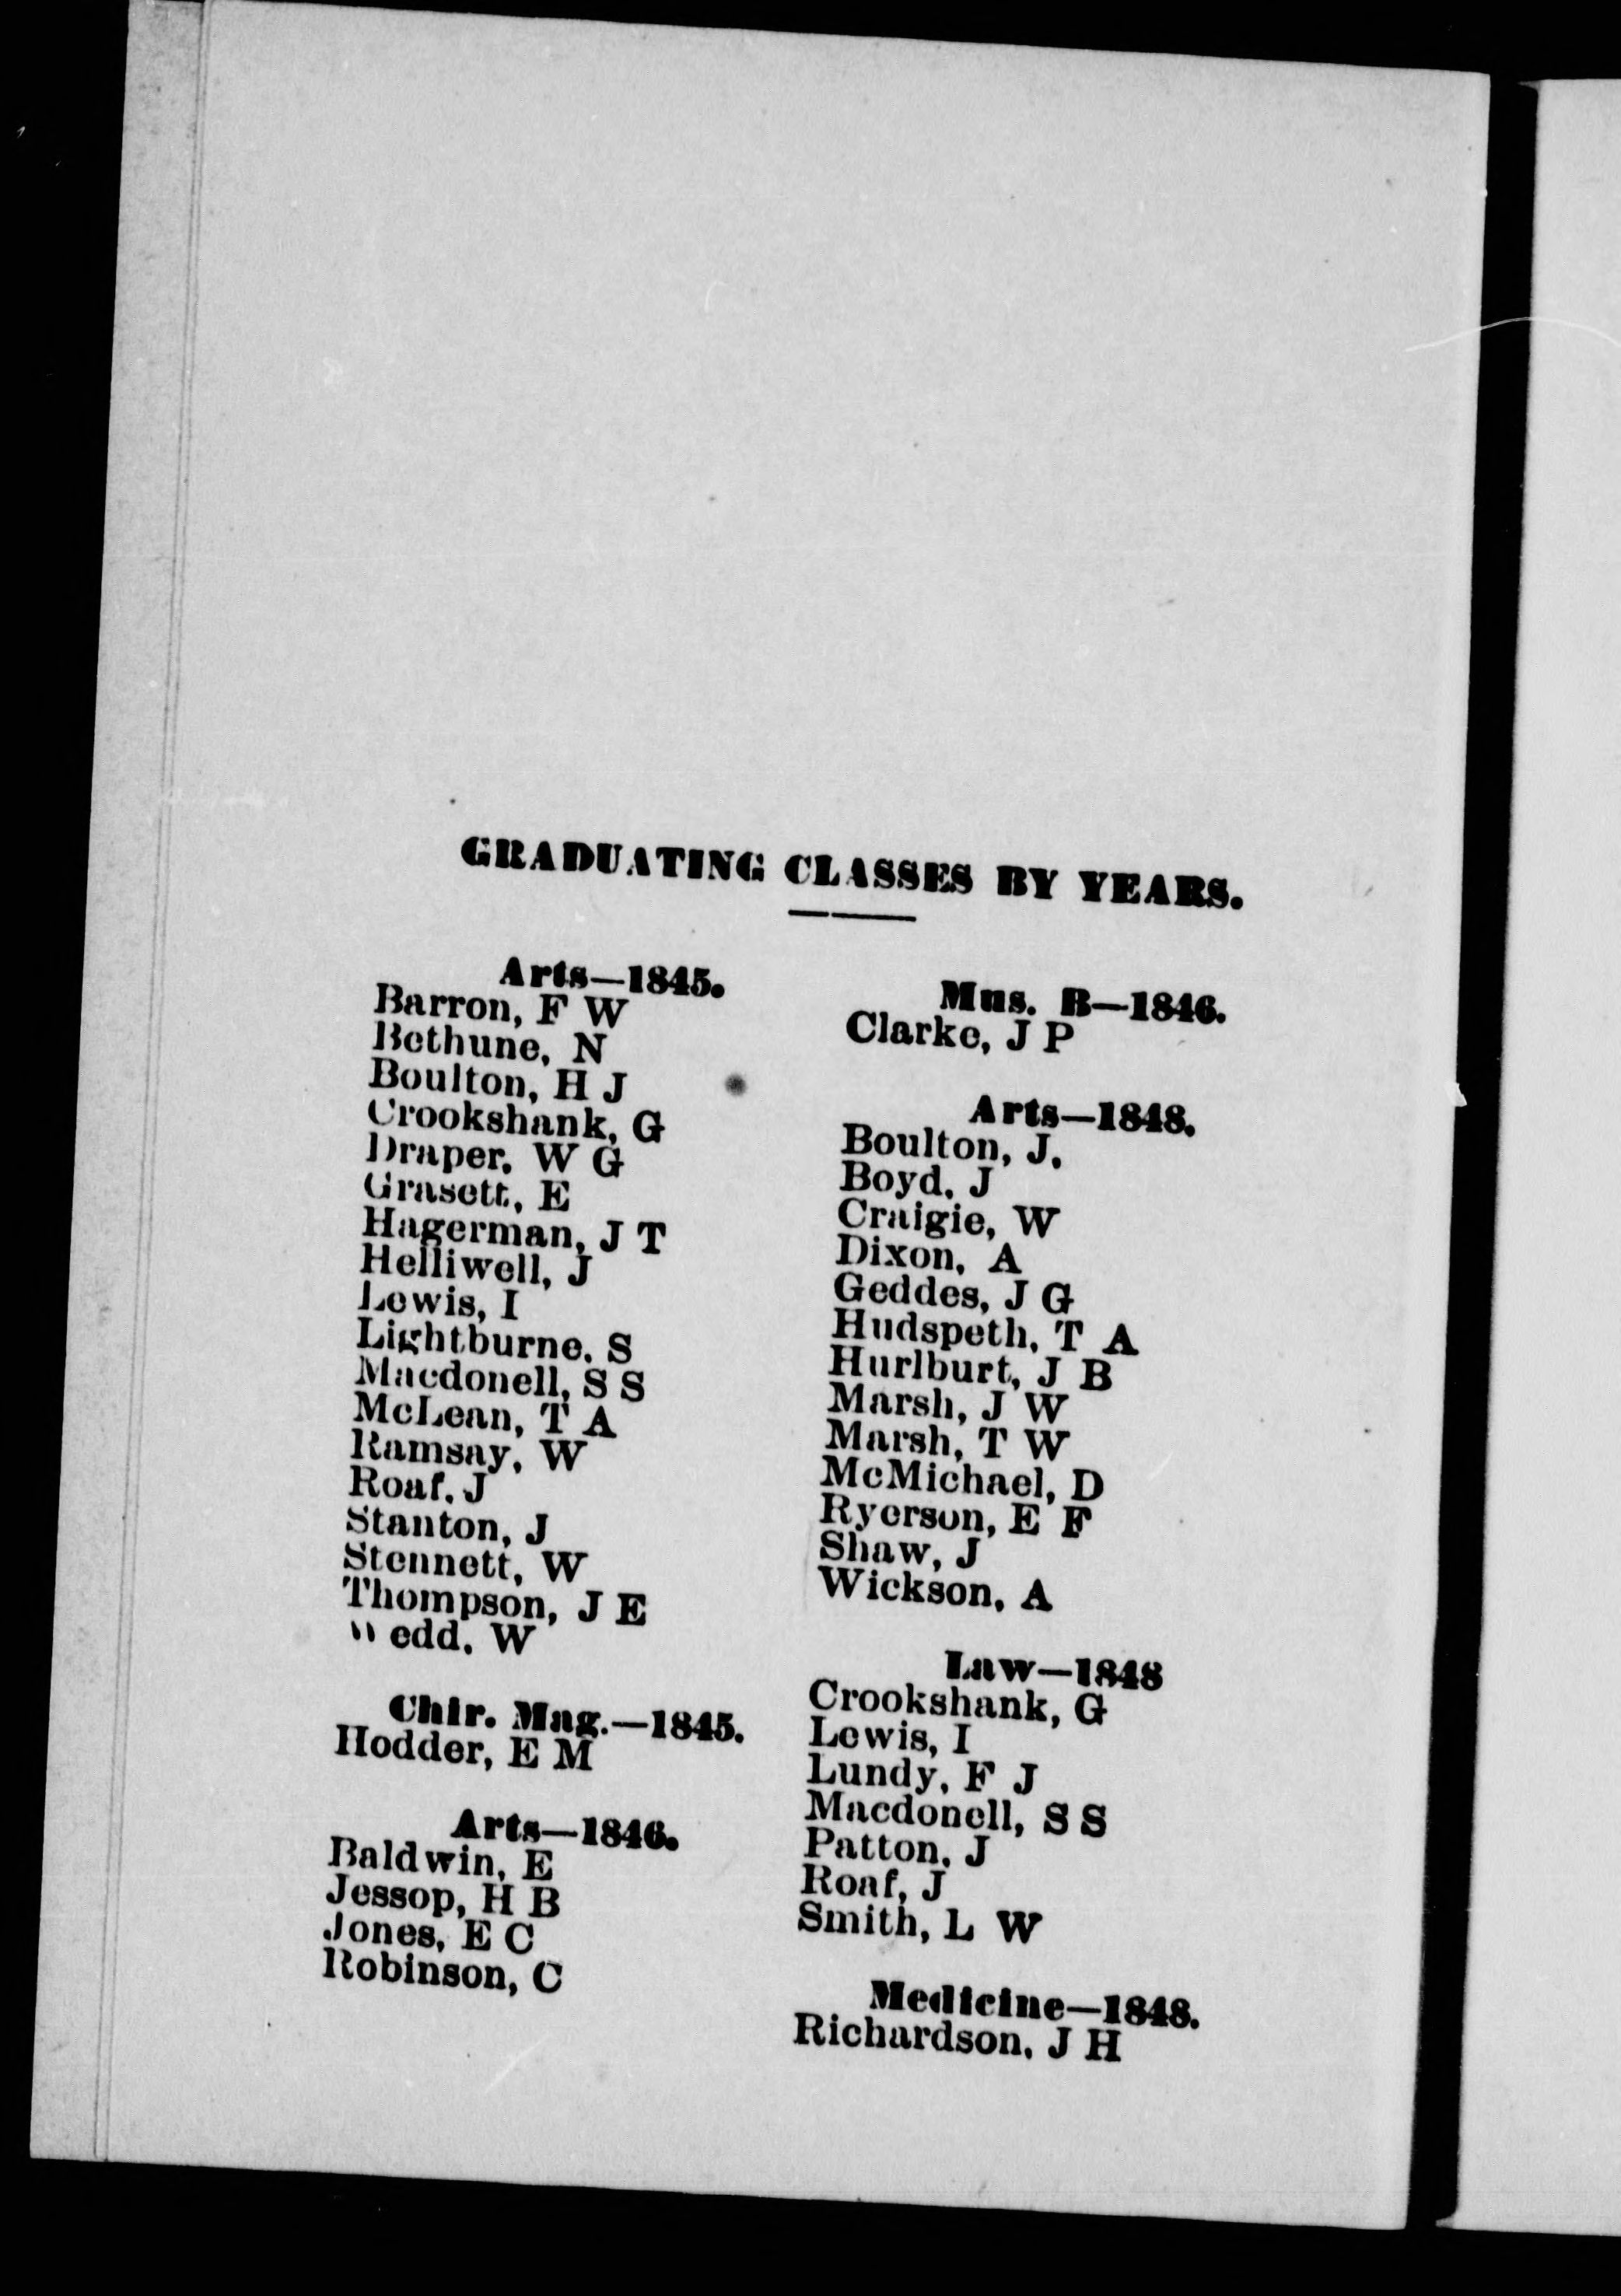 GRADUATING CLASSES BY YEARS.
Arts—1845.
Barron, F W
Bethune, N
Boulton, H J
Crookshank, G
Draper, W G
Grasett, E
Hagerman, J T
Helliwell, J
Lewis, I
Lightburne, S
Macdonell, S S
McLean, T A
Ramsay, W
Roaf, J
Stanton, J
Stennett, W
Thompson, J E
Wedd, W
Chir. Mag.—1845.
Hodder, E M
Arts—1846.
Baldwin, E
Jessop, H B
Jones, E C
Robinson, C
Mus. B—1846.
Clarke, J P
Arts—1848.
Boulton, J.
Boyd, J
Craigie, W
Dixon, A
Geddes, J G
Hudspeth, T A
Hurlburt, J B
Marsh, J W
Marsh, T W
McMichael, D
Ryerson, E F
Shaw, J
Wickson, A
Law—1848
Crookshank, G
Lewis, I
Lundy, F J
Macdonell, S S
Patton, J
Roaf, J
Smith, L W
Medicine—1848.
Richardson, J H